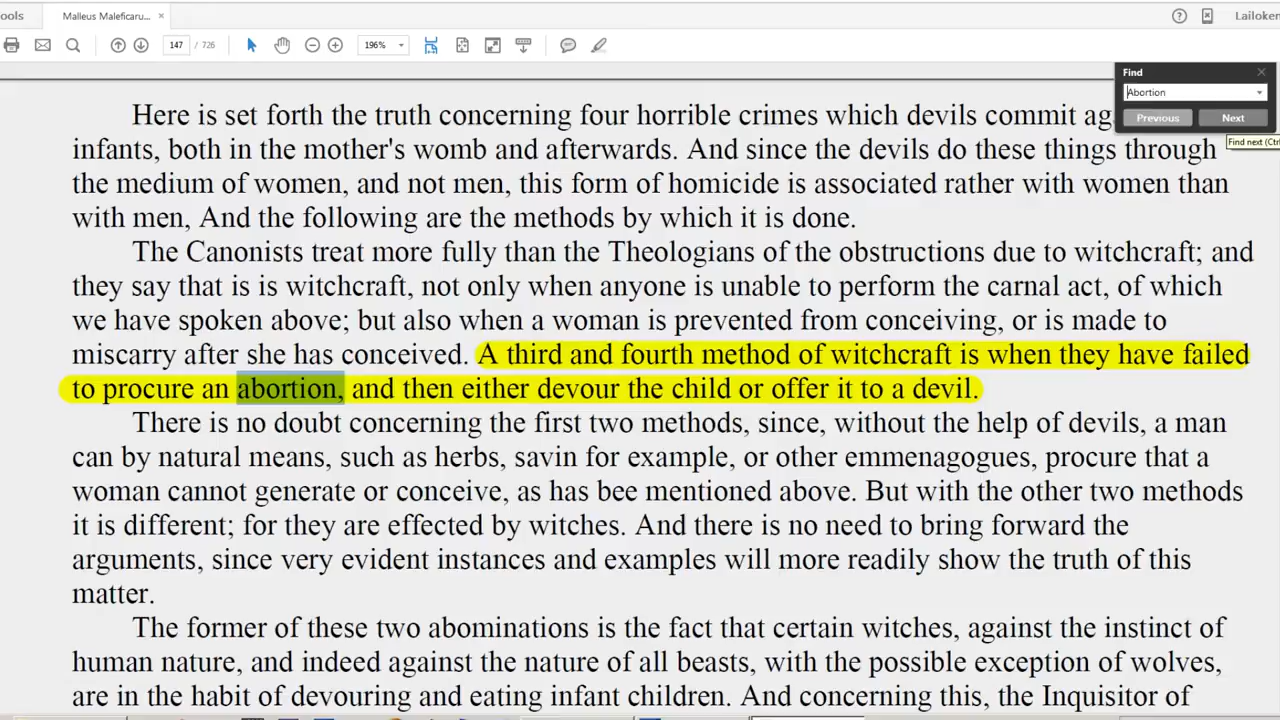 ools
Malleus Maleficaru... ×
Lailoken
147 / 726
196%
Find
Abortion
Previous Next
Find next (Ctr
Here is set forth the truth concerning four horrible crimes which devils commit aga
infants, both in the mother's womb and afterwards. And since the devils do these things through
the medium of women, and not men, this form of homicide is associated rather with women than
with men, And the following are the methods by which it is done.
The Canonists treat more fully than the Theologians of the obstructions due to witchcraft; and
they say that is is witchcraft, not only when anyone is unable to perform the carnal act, of which
we have spoken above; but also when a woman is prevented from conceiving, or is made to
miscarry after she has conceived. A third and fourth method of witchcraft is when they have failed
to procure an abortion, and then either devour the child or offer it to a devil.
There is no doubt concerning the first two methods, since, without the help of devils, a man
can by natural means, such as herbs, savin for example, or other emmenagogues, procure that a
woman cannot generate or conceive, as has bee mentioned above. But with the other two methods
it is different; for they are effected by witches. And there is no need to bring forward the
arguments, since very evident instances and examples will more readily show the truth of this
matter.
The former of these two abominations is the fact that certain witches, against the instinct of
human nature, and indeed against the nature of all beasts, with the possible exception of wolves,
are in the habit of devouring and eating infant children. And concerning this, the Inquisitor of